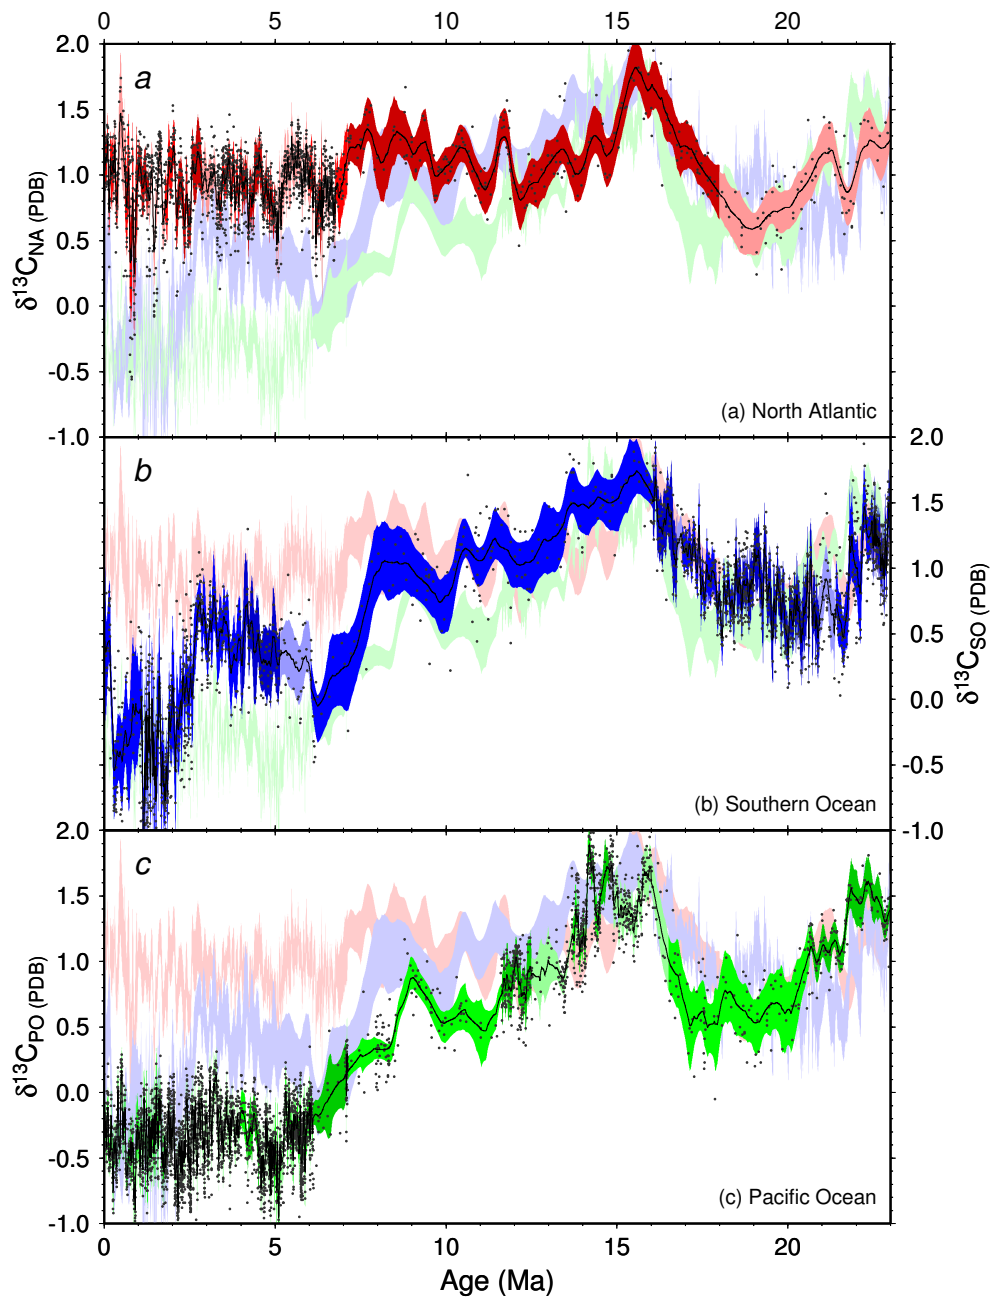 0 5 10 15 20
2.0
1.5
1.0
0.5
0.0
-0.5
-1.0
δ13CNA (PDB)
a
(a) North Atlantic
2.0
1.5
1.0
0.5
0.0
-0.5
-1.0
δ13CSO (PDB)
b
(b) Southern Ocean
2.0
1.5
1.0
0.5
0.0
-0.5
-1.0
δ13CPO (PDB)
c
(c) Pacific Ocean
0 5 10 15 20
Age (Ma)